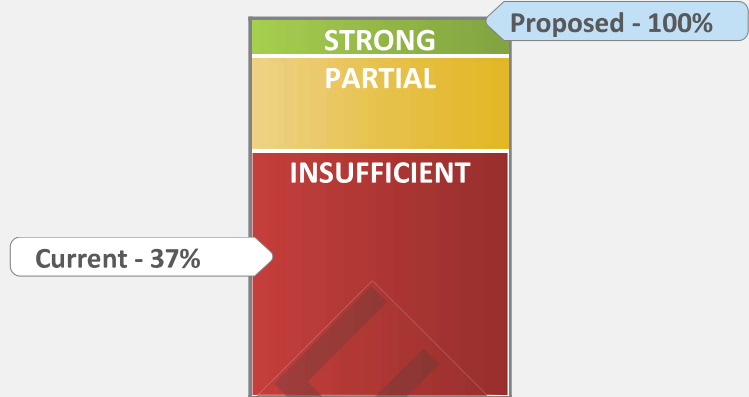 Proposed - 100%
STRONG
PARTIAL
INSUFFICIENT
Current - 37%